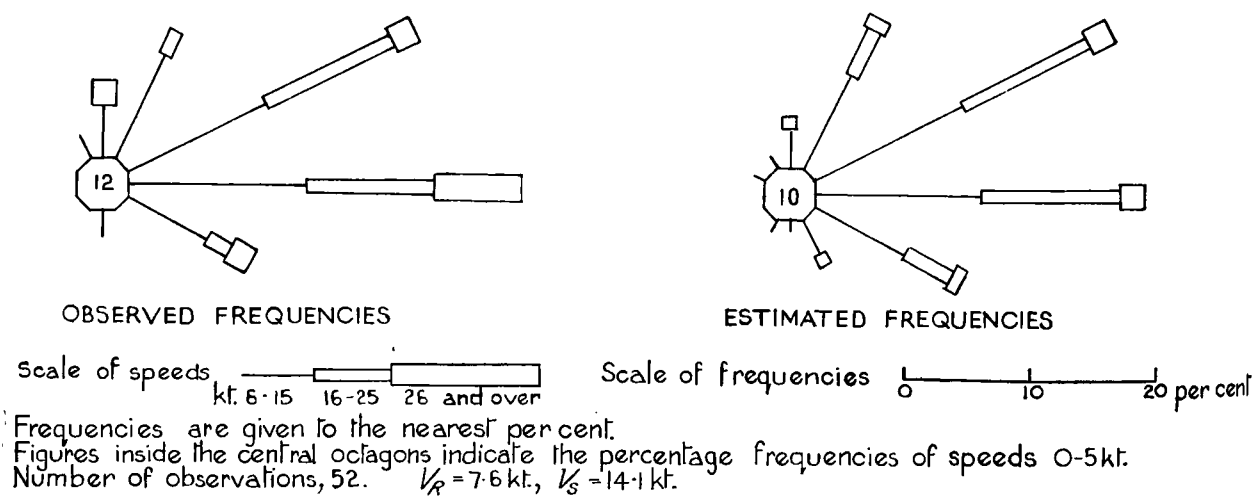 12
10
OBSERVED FREQUENCIES
ESTIMATED FREQUENCIES
Scale of speeds
kt. 6-15 16-25 26 and over
Scale of frequencies 0 10 20 per cent
Frequencies are given to the nearest per cent.
Figures inside the central octagons indicate the percentage frequencies of speeds 0-5 kt.
Number of observations, 52. V_R = 7·6 kt., V_S = 14·1 kt.